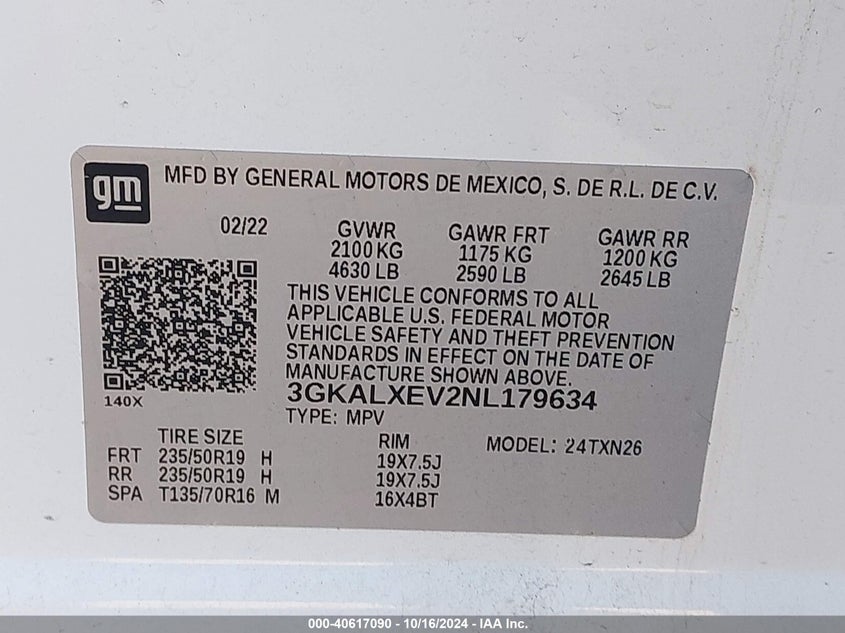 gm
MFD BY GENERAL MOTORS DE MEXICO, S. DE R.L. DE C.V.
02/22 GVWR GAWR FRT GAWR RR
2100 KG 1175 KG 1200 KG
4630 LB 2590 LB 2645 LB
THIS VEHICLE CONFORMS TO ALL
APPLICABLE U.S. FEDERAL MOTOR
VEHICLE SAFETY AND THEFT PREVENTION
STANDARDS IN EFFECT ON THE DATE OF
MANUFACTURE SHOWN ABOVE.
140X
3GKALXEV2NL179634
TYPE: MPV
TIRE SIZE RIM MODEL: 24TXN26
FRT 235/50R19 H 19X7.5J
RR 235/50R19 H 19X7.5J
SPA T135/70R16 M 16X4BT
000-40617090 - 10/16/2024 - IAA Inc.